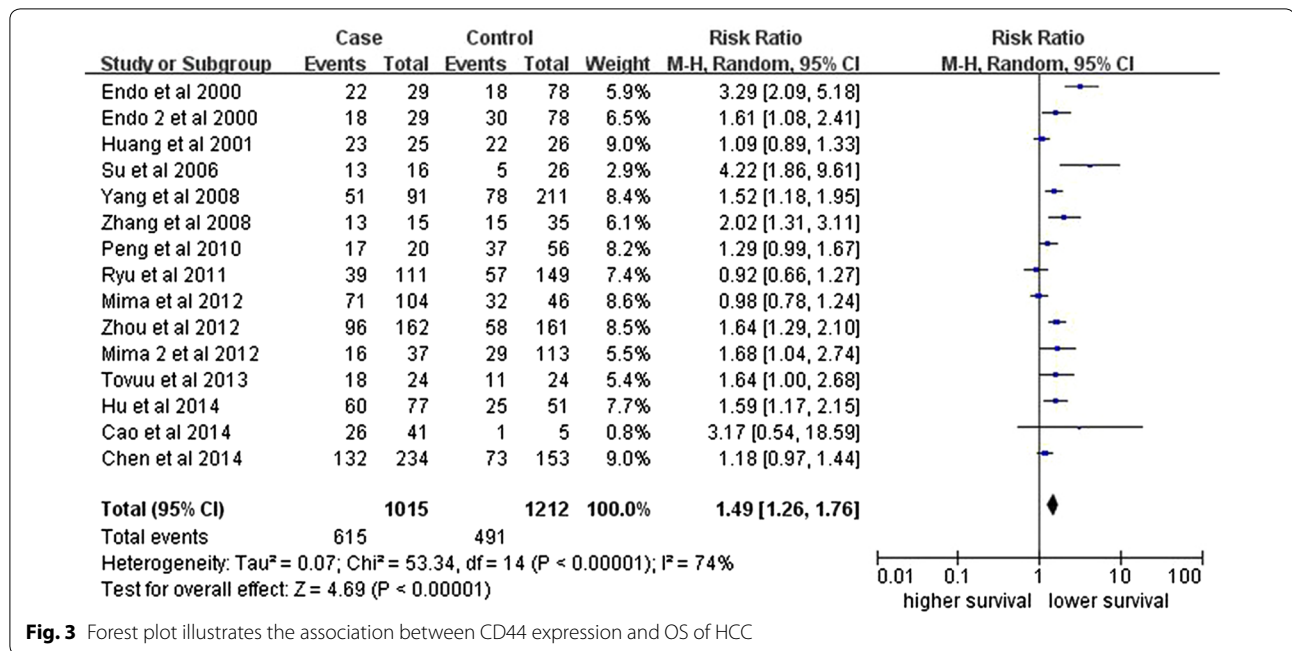 Case Control Risk Ratio Risk Ratio
Study or Subgroup Events Total Events Total Weight M-H, Random, 95% CI M-H, Random, 95% CI
Endo et al 2000 22 29 18 78 5.9% 3.29 [2.09, 5.18]
Endo 2 et al 2000 18 29 30 78 6.5% 1.61 [1.08, 2.41]
Huang et al 2001 23 25 22 26 9.0% 1.09 [0.89, 1.33]
Su et al 2006 13 16 5 26 2.9% 4.22 [1.86, 9.61]
Yang et al 2008 51 91 78 211 8.4% 1.52 [1.18, 1.95]
Zhang et al 2008 13 15 15 35 6.1% 2.02 [1.31, 3.11]
Peng et al 2010 17 20 37 56 8.2% 1.29 [0.99, 1.67]
Ryu et al 2011 39 111 57 149 7.4% 0.92 [0.66, 1.27]
Mima et al 2012 71 104 32 46 8.6% 0.98 [0.78, 1.24]
Zhou et al 2012 96 162 58 161 8.5% 1.64 [1.29, 2.10]
Mima 2 et al 2012 16 37 29 113 5.5% 1.68 [1.04, 2.74]
Tovuu et al 2013 18 24 11 24 5.4% 1.64 [1.00, 2.68]
Hu et al 2014 60 77 25 51 7.7% 1.59 [1.17, 2.15]
Cao et al 2014 26 41 1 5 0.8% 3.17 [0.54, 18.59]
Chen et al 2014 132 234 73 153 9.0% 1.18 [0.97, 1.44]
Total (95% CI) 1015 1212 100.0% 1.49 [1.26, 1.76]
Total events 615 491
Heterogeneity: Tau² = 0.07; Chi² = 53.34, df = 14 (P < 0.00001); I² = 74%
Test for overall effect: Z = 4.69 (P < 0.00001)
0.01 0.1 1 10 100
higher survival lower survival
Fig. 3 Forest plot illustrates the association between CD44 expression and OS of HCC